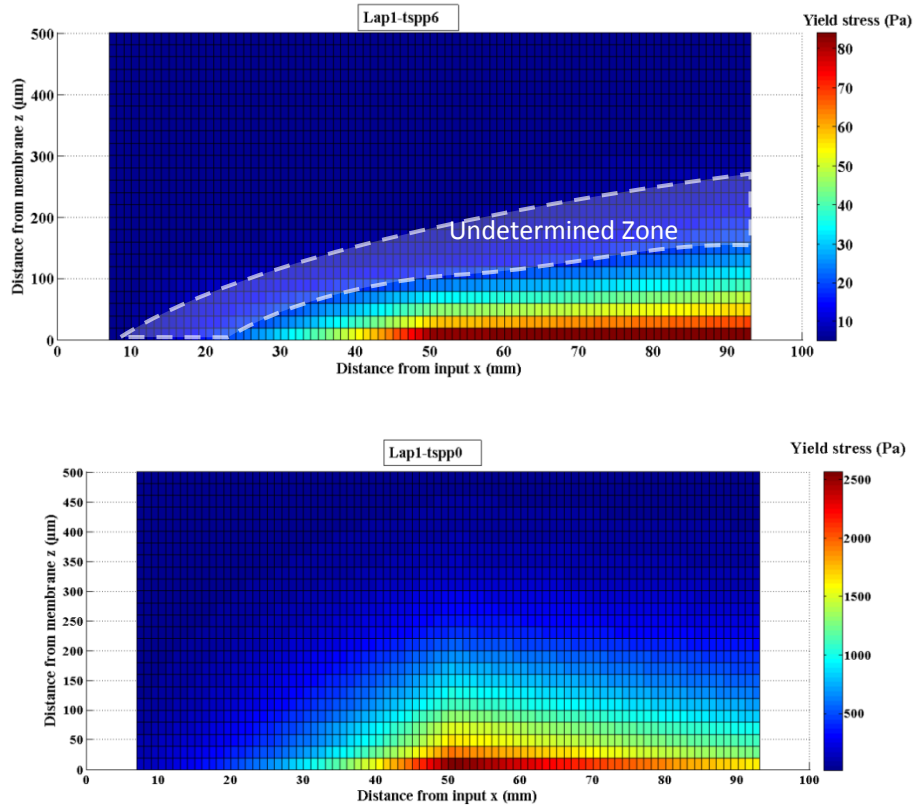 Lap1-tspp6
Yield stress (Pa)
500
400
300
200
100
0
Distance from membrane z (µm)
Undetermined Zone
80
70
60
50
40
30
20
10
0 10 20 30 40 50 60 70 80 90 100
Distance from input x (mm)
Lap1-tspp0
Yield stress (Pa)
500
450
400
350
300
250
200
150
100
50
0
Distance from membrane z (µm)
2500
2000
1500
1000
500
0 10 20 30 40 50 60 70 80 90 100
Distance from input x (mm)